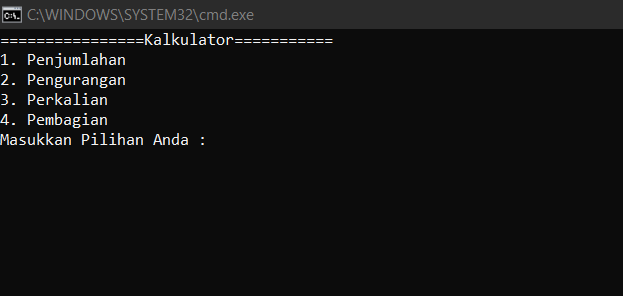 C:\WINDOWS\SYSTEM32\cmd.exe
================Kalkulator===========
1. Penjumlahan
2. Pengurangan
3. Perkalian
4. Pembagian
Masukkan Pilihan Anda :